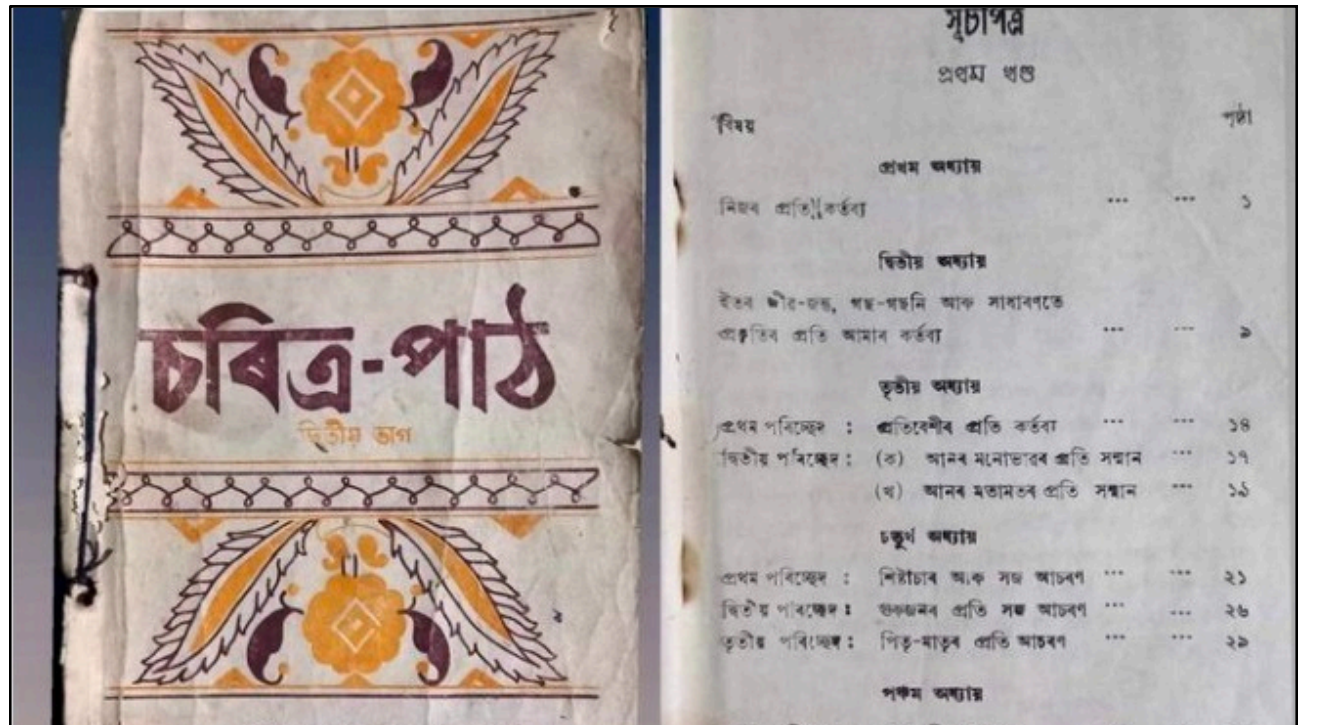 চৰিত্ৰ-পাঠ
দ্বিতীয় ভাগ
সূচীপত্ৰ
প্ৰথম খণ্ড
বিষয় পৃষ্ঠা
প্ৰথম অধ্যায়
নিজৰ প্ৰতি কৰ্তব্য ... ... ১
দ্বিতীয় অধ্যায়
ইতৰ জীৱ-জন্তু, গছ-গছনি আৰু সাধাৰণতে
প্ৰকৃতিৰ প্ৰতি আমাৰ কৰ্তব্য ... ... ৯
তৃতীয় অধ্যায়
প্ৰথম পৰিচ্ছেদ : প্ৰতিবেশীৰ প্ৰতি কৰ্তব্য ... ... ১৪
দ্বিতীয় পৰিচ্ছেদ : (ক) আনৰ মনোভাৱৰ প্ৰতি সন্মান ... ১৭
(খ) আনৰ মতামতৰ প্ৰতি সন্মান ... ১৯
চতুৰ্থ অধ্যায়
প্ৰথম পৰিচ্ছেদ : শিষ্টাচাৰ আৰু সজ আচৰণ ... ... ২১
দ্বিতীয় পৰিচ্ছেদ : গুৰুজনৰ প্ৰতি সজ আচৰণ ... ... ২৬
তৃতীয় পৰিচ্ছেদ : পিতৃ-মাতৃৰ প্ৰতি আচৰণ ... ... ২৯
পঞ্চম অধ্যায়